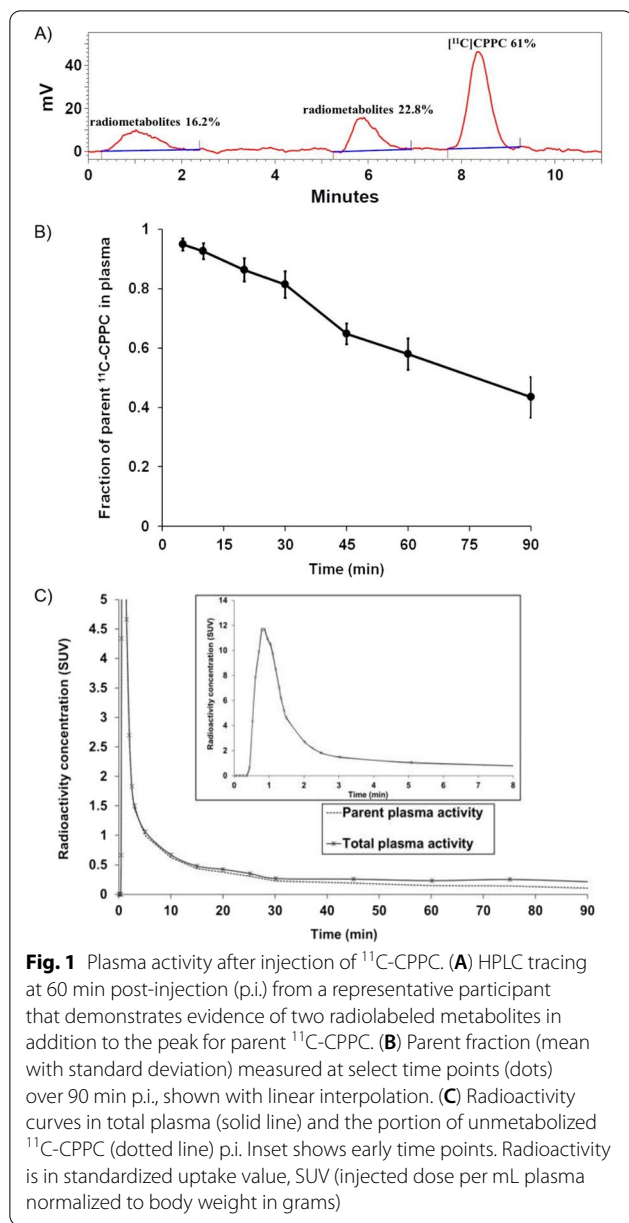 A)
[¹¹C]CPPC 61%
radiometabolites 22.8%
radiometabolites 16.2%
mV
40
20
0
0 2 4 6 8 10
Minutes
B)
Fraction of parent ¹¹C-CPPC in plasma
1
0.8
0.6
0.4
0.2
0
0 15 30 45 60 75 90
Time (min)
C)
Radioactivity concentration (SUV)
5
4.5
4
3.5
3
2.5
2
1.5
1
0.5
0
0 10 20 30 40 50 60 70 80 90
Time (min)
Radioactivity concentration (SUV)
14
12
10
8
6
4
2
0
0 1 2 3 4 5 6 7 8
Time (min)
Parent plasma activity
Total plasma activity
Fig. 1 Plasma activity after injection of ¹¹C-CPPC. (A) HPLC tracing
at 60 min post-injection (p.i.) from a representative participant
that demonstrates evidence of two radiolabeled metabolites in
addition to the peak for parent ¹¹C-CPPC. (B) Parent fraction (mean
with standard deviation) measured at select time points (dots)
over 90 min p.i., shown with linear interpolation. (C) Radioactivity
curves in total plasma (solid line) and the portion of unmetabolized
¹¹C-CPPC (dotted line) p.i. Inset shows early time points. Radioactivity
is in standardized uptake value, SUV (injected dose per mL plasma
normalized to body weight in grams)